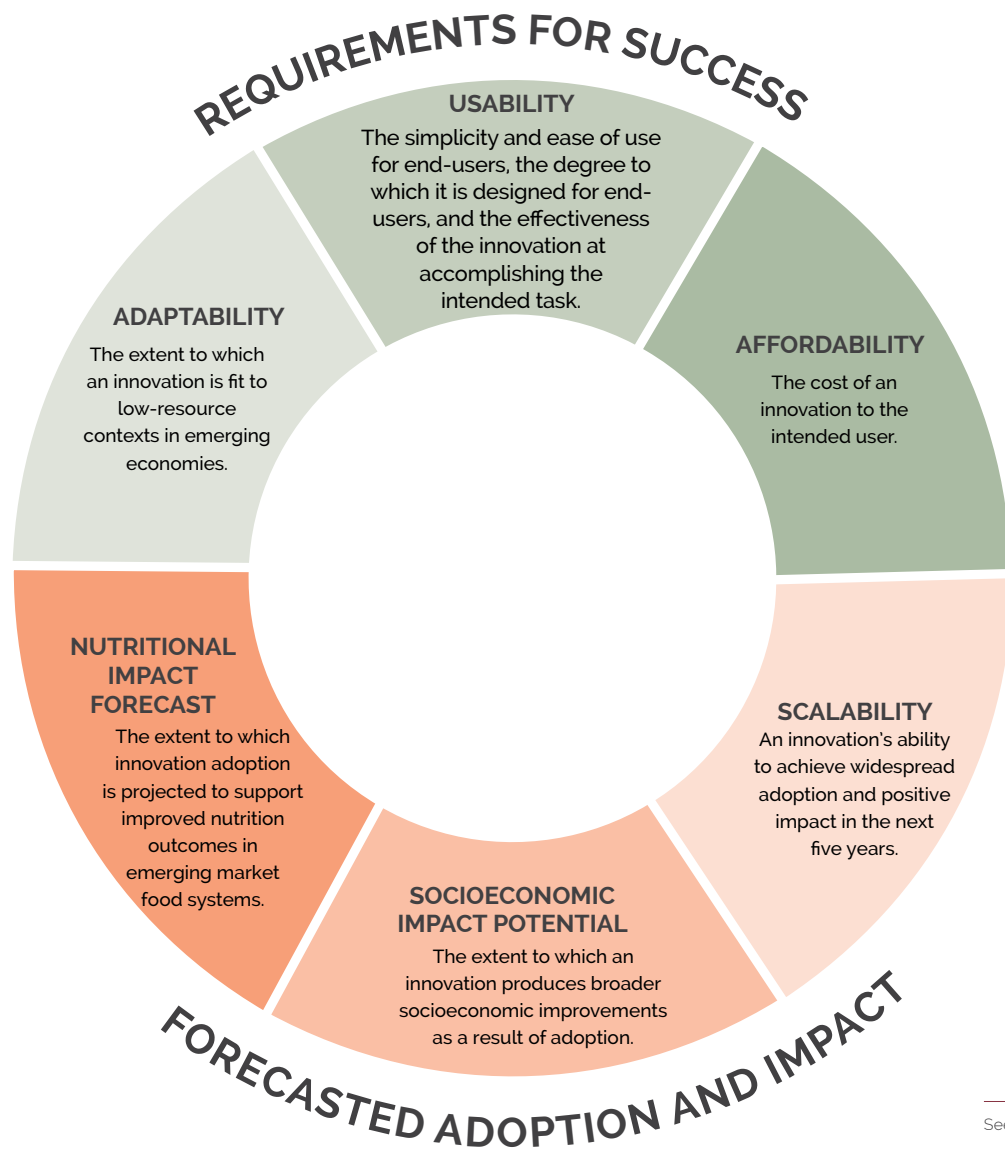 REQUIREMENTS FOR SUCCESS
USABILITY
The simplicity and ease of use
for end-users, the degree to
which it is designed for end-
users, and the effectiveness
of the innovation at
accomplishing the
intended task.
ADAPTABILITY
The extent to which
an innovation is fit to
low-resource
contexts in emerging
economies.
AFFORDABILITY
The cost of an
innovation to the
intended user.
NUTRITIONAL
IMPACT
FORECAST
The extent to which
innovation adoption
is projected to support
improved nutrition
outcomes in
emerging market
food systems.
SCALABILITY
An innovation's ability
to achieve widespread
adoption and positive
impact in the next
five years.
SOCIOECONOMIC
IMPACT POTENTIAL
The extent to which an
innovation produces broader
socioeconomic improvements
as a result of adoption.
FORECASTED ADOPTION AND IMPACT